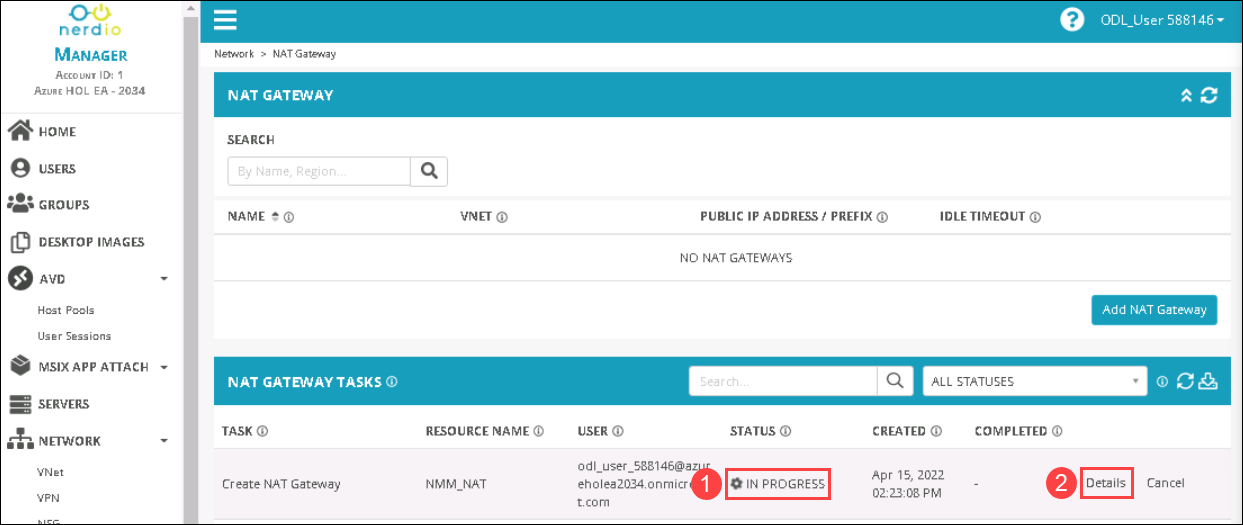 nerdio
MANAGER
ACCOUNT ID: 1
AZURE HOL EA - 2034
HOME
USERS
GROUPS
DESKTOP IMAGES
AVD
Host Pools
User Sessions
MSIX APP ATTACH
SERVERS
NETWORK
VNet
VPN
NSG
? ODL_User 588146
Network > NAT Gateway
NAT GATEWAY
SEARCH
By Name, Region...
NAME VNET PUBLIC IP ADDRESS / PREFIX IDLE TIMEOUT
NO NAT GATEWAYS
Add NAT Gateway
NAT GATEWAY TASKS Search... ALL STATUSES
TASK RESOURCE NAME USER STATUS CREATED COMPLETED
Create NAT Gateway NMM_NAT odl_user_588146@azur
eholea2034.onmicro
t.com 1 IN PROGRESS Apr 15, 2022
02:23:08 PM - 2 Details Cancel